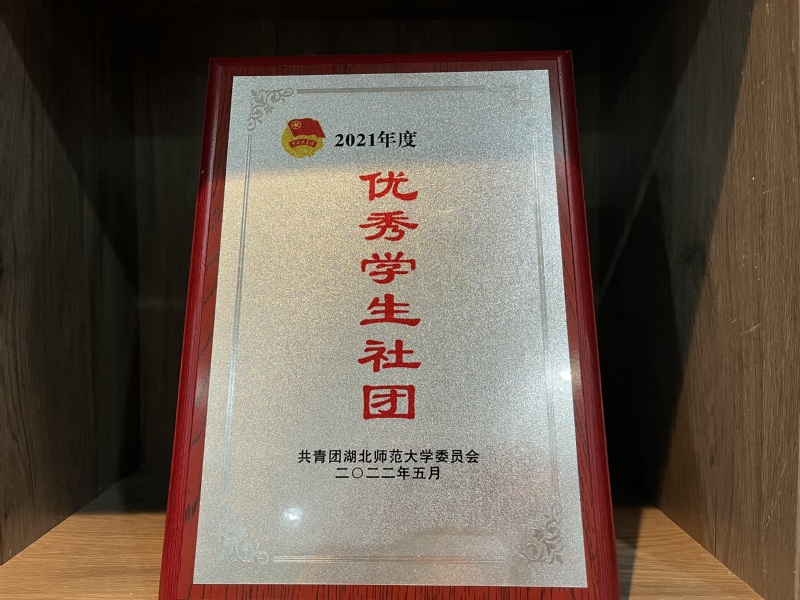 2021年度
优秀学生社团
共青团湖北师范大学委员会
二〇二二年五月